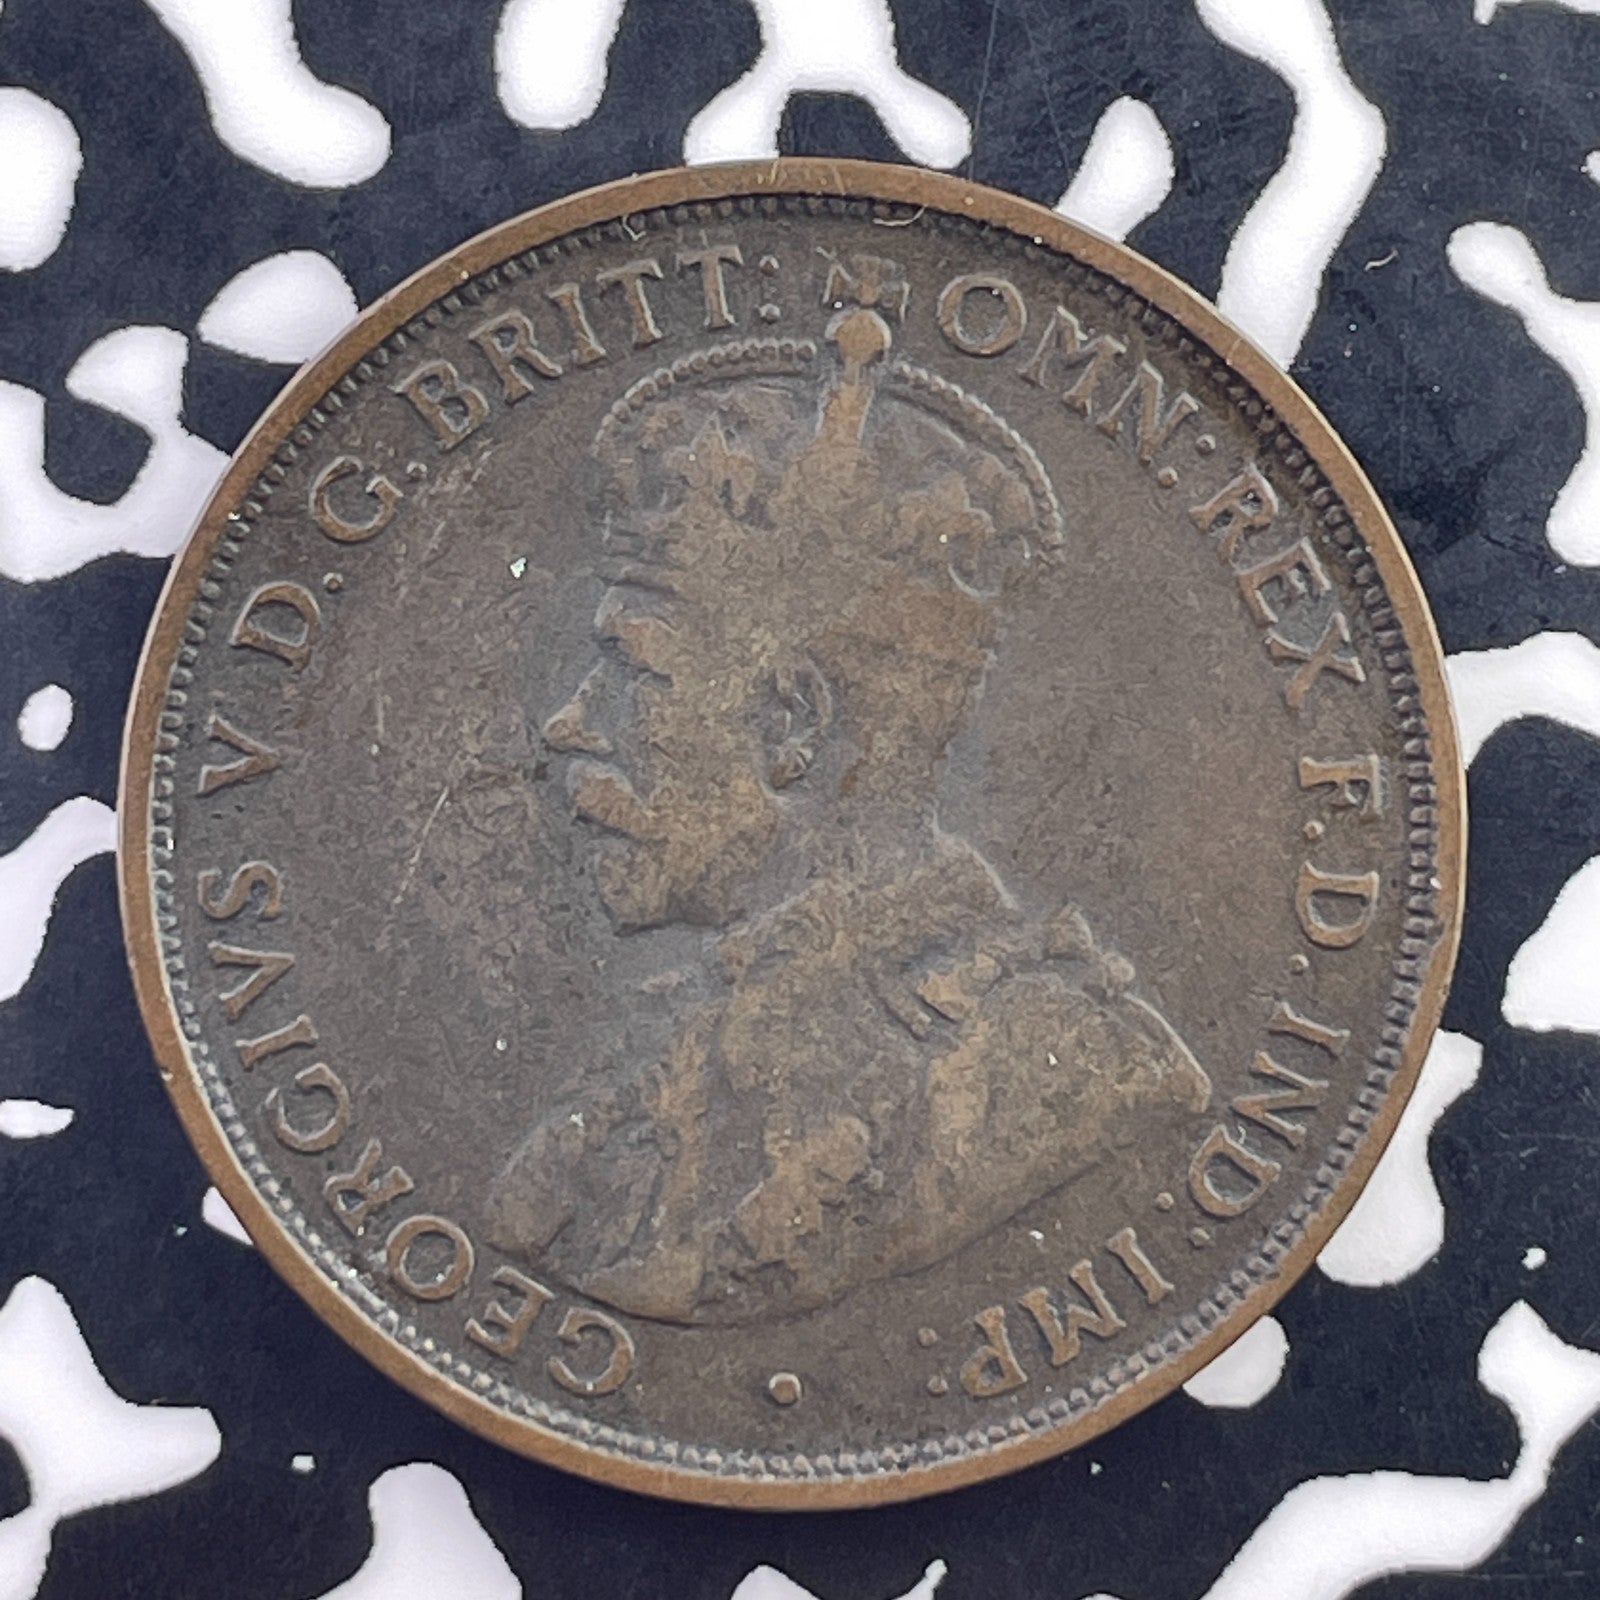 GEORGIVS V D.G.BRITT: OMN: REX F.D.IND: IMP: